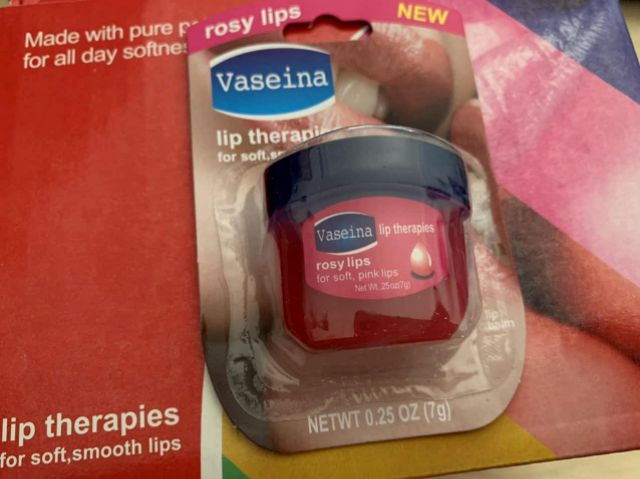 Made with pure
for all day
rosy lips
NEW
Vaseina
lip
for soft,
Vaseina lip therapies
rosy lips
for soft, pink lips
Net Wt .25oz(7g)
lip
balm
NETWT 0.25 OZ (7g)
lip therapies
for soft,smooth lips